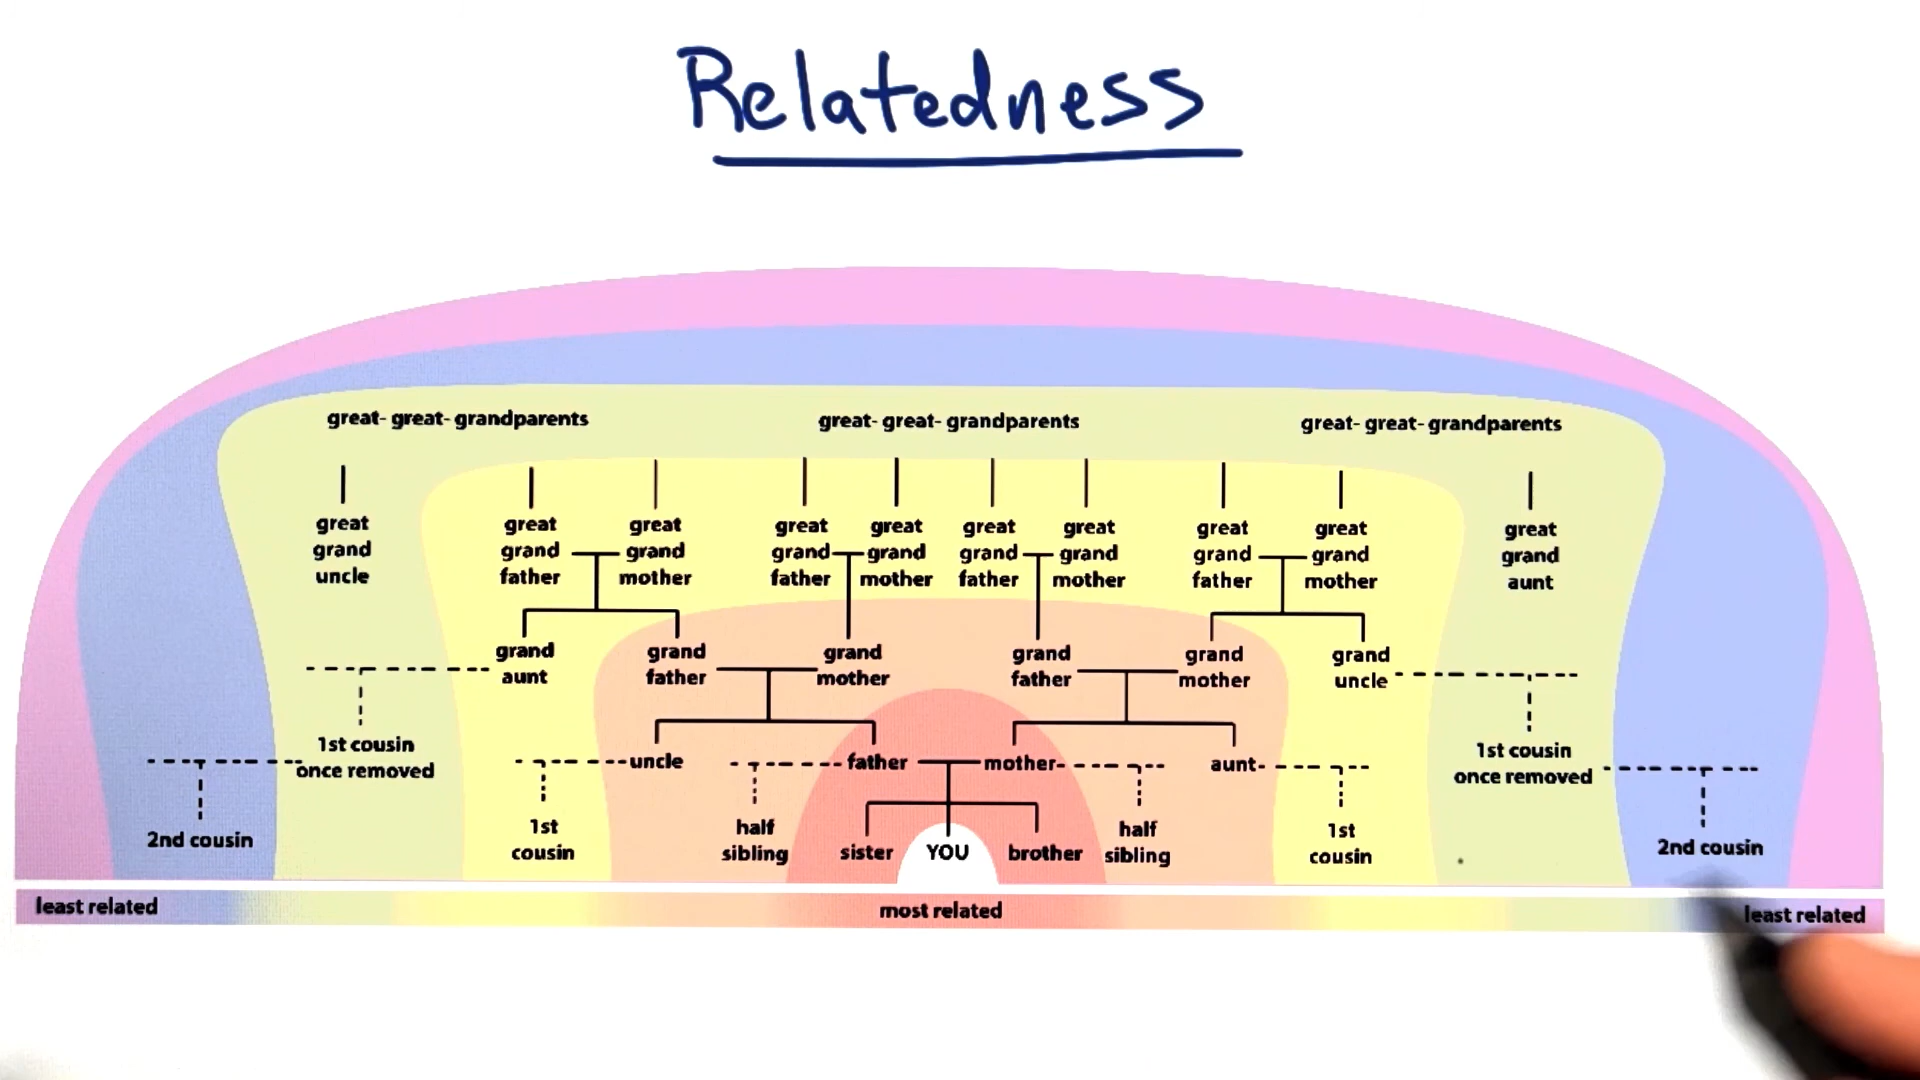 Relatedness
great- great- grandparents
great- great- grandparents
great- great- grandparents
great
grand
uncle
great
grand
father
great
grand
mother
great
grand
father
great
grand
mother
great
grand
father
great
grand
mother
great
grand
father
great
grand
mother
great
grand
aunt
grand
aunt
grand
father
grand
mother
grand
father
grand
mother
grand
uncle
1st cousin
once removed
uncle
father
mother
aunt
1st cousin
once removed
2nd cousin
1st
cousin
half
sibling
sister
YOU
brother
half
sibling
1st
cousin
2nd cousin
least related
most related
least related